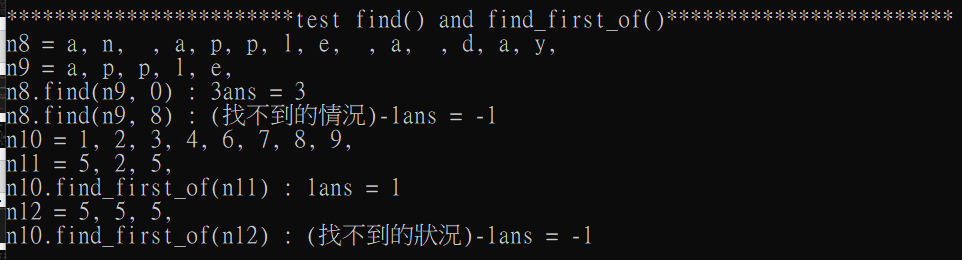 ************************test find() and find_first_of()************************
n8 = a, n,  , a, p, p, l, e,  , a,  , d, a, y,
n9 = a, p, p, l, e,
n8.find(n9, 0) : 3ans = 3
n8.find(n9, 8) : (找不到的情況)-1ans = -1
n10 = 1, 2, 3, 4, 6, 7, 8, 9,
n11 = 5, 2, 5,
n10.find_first_of(n11) : 1ans = 1
n12 = 5, 5, 5,
n10.find_first_of(n12) : (找不到的狀況)-1ans = -1